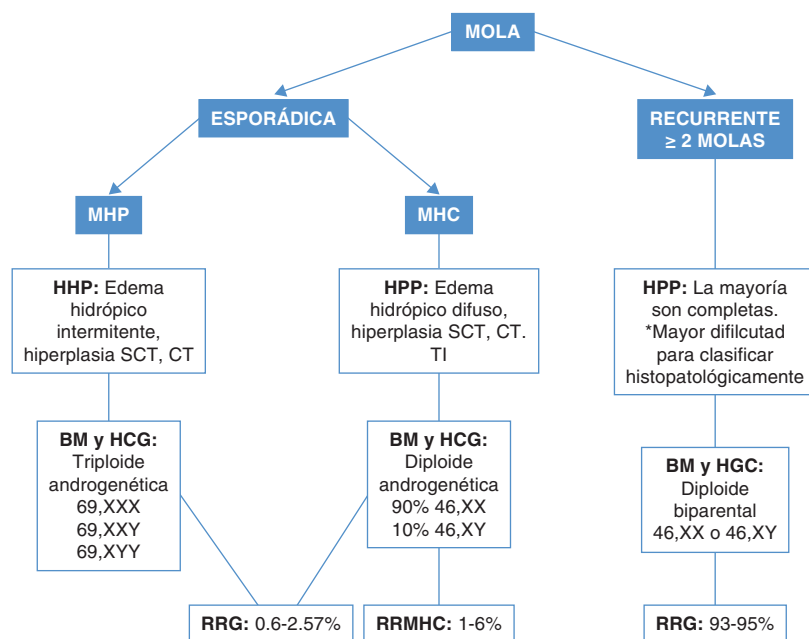 MOLA
ESPORÁDICA
RECURRENTE
≥ 2 MOLAS
MHP
MHC
HHP: Edema
hidrópico
intermitente,
hiperplasia SCT, CT
HPP: Edema
hidrópico difuso,
hiperplasia SCT, CT.
TI
HPP: La mayoría
son completas.
*Mayor difilcutad
para clasificar
histopatológicamente
BM y HCG:
Triploide
androgenética
69,XXX
69,XXY
69,XYY
BM y HCG:
Diploide
androgenética
90% 46,XX
10% 46,XY
BM y HGC:
Diploide
biparental
46,XX o 46,XY
RRG: 0.6-2.57%
RRMHC: 1-6%
RRG: 93-95%